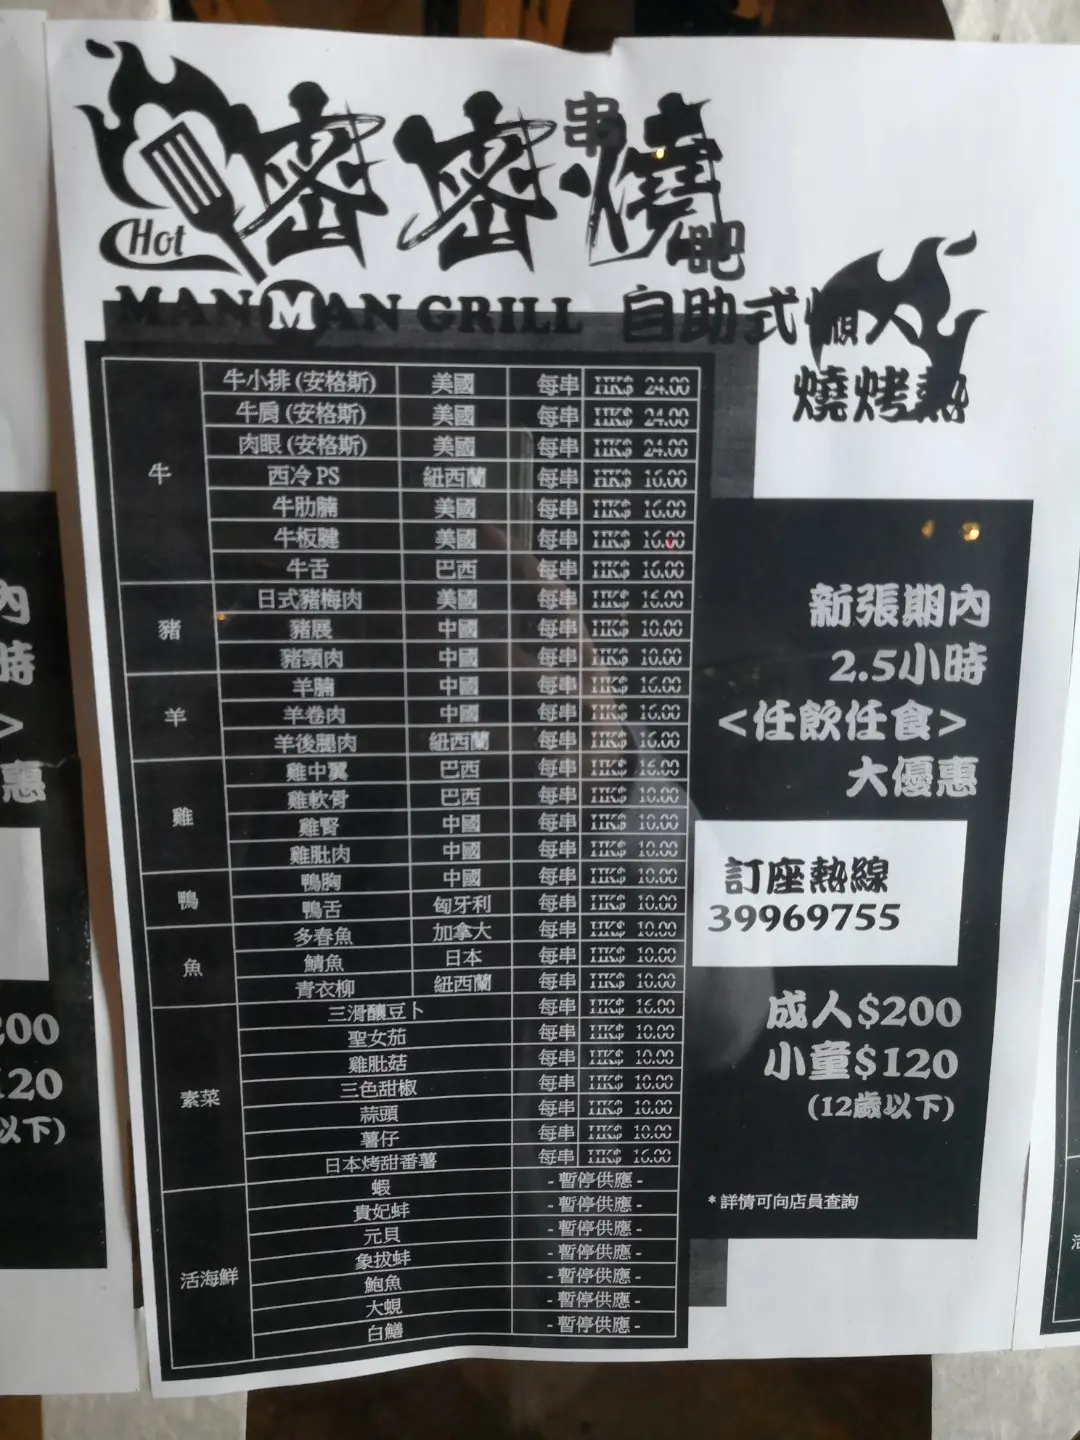 Hot
密密串燒吧
MAN MAN GRILL 自助式懶人
燒烤熱
牛
牛小排 (安格斯) 美國 每串 HK$ 24.00
牛肩 (安格斯) 美國 每串 HK$ 24.00
肉眼 (安格斯) 美國 每串 HK$ 24.00
西冷 PS 紐西蘭 每串 HK$ 16.00
牛肋腩 美國 每串 HK$ 16.00
牛板腱 美國 每串 HK$ 16.00
牛舌 巴西 每串 HK$ 16.00
豬
日式豬梅肉 美國 每串 HK$ 16.00
豬展 中國 每串 HK$ 10.00
豬頸肉 中國 每串 HK$ 10.00
羊
羊腩 中國 每串 HK$ 16.00
羊卷肉 中國 每串 HK$ 16.00
羊後腿肉 紐西蘭 每串 HK$ 16.00
雞
雞中翼 巴西 每串 HK$ 16.00
雞軟骨 巴西 每串 HK$ 10.00
雞腎 中國 每串 HK$ 10.00
雞肶肉 中國 每串 HK$ 10.00
鴨
鴨胸 中國 每串 HK$ 10.00
鴨舌 匈牙利 每串 HK$ 10.00
魚
多春魚 加拿大 每串 HK$ 10.00
鯖魚 日本 每串 HK$ 10.00
青衣柳 紐西蘭 每串 HK$ 10.00
素菜
三滑釀豆卜 每串 HK$ 16.00
聖女茄 每串 HK$ 10.00
雞肶菇 每串 HK$ 10.00
三色甜椒 每串 HK$ 10.00
蒜頭 每串 HK$ 10.00
薯仔 每串 HK$ 10.00
日本烤甜番薯 每串 HK$ 16.00
活海鮮
蝦 - 暫停供應 -
貴妃蚌 - 暫停供應 -
元貝 - 暫停供應 -
象拔蚌 - 暫停供應 -
鮑魚 - 暫停供應 -
大蜆 - 暫停供應 -
白鱔 - 暫停供應 -
新張期內
2.5小時
<任飲任食>
大優惠
訂座熱線
39969755
成人$200
小童$120
(12歲以下)
* 詳情可向店員查詢
內
時
>
惠
200
120
以下)